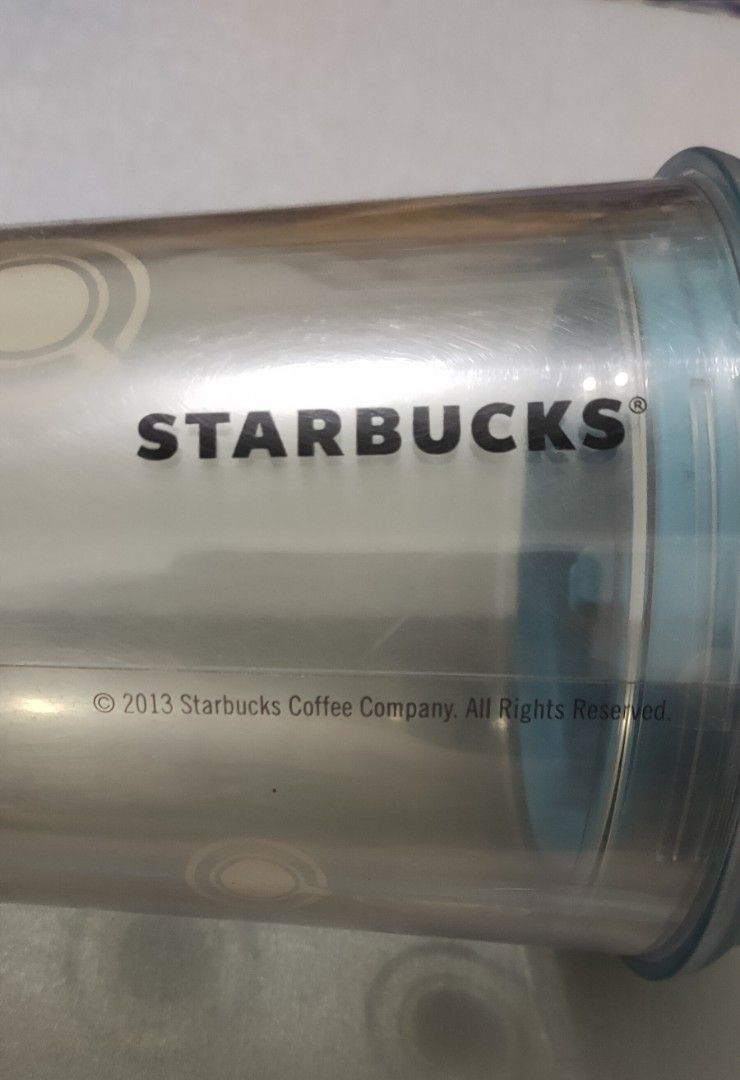 STARBUCKS®
© 2013 Starbucks Coffee Company. All Rights Reserved.